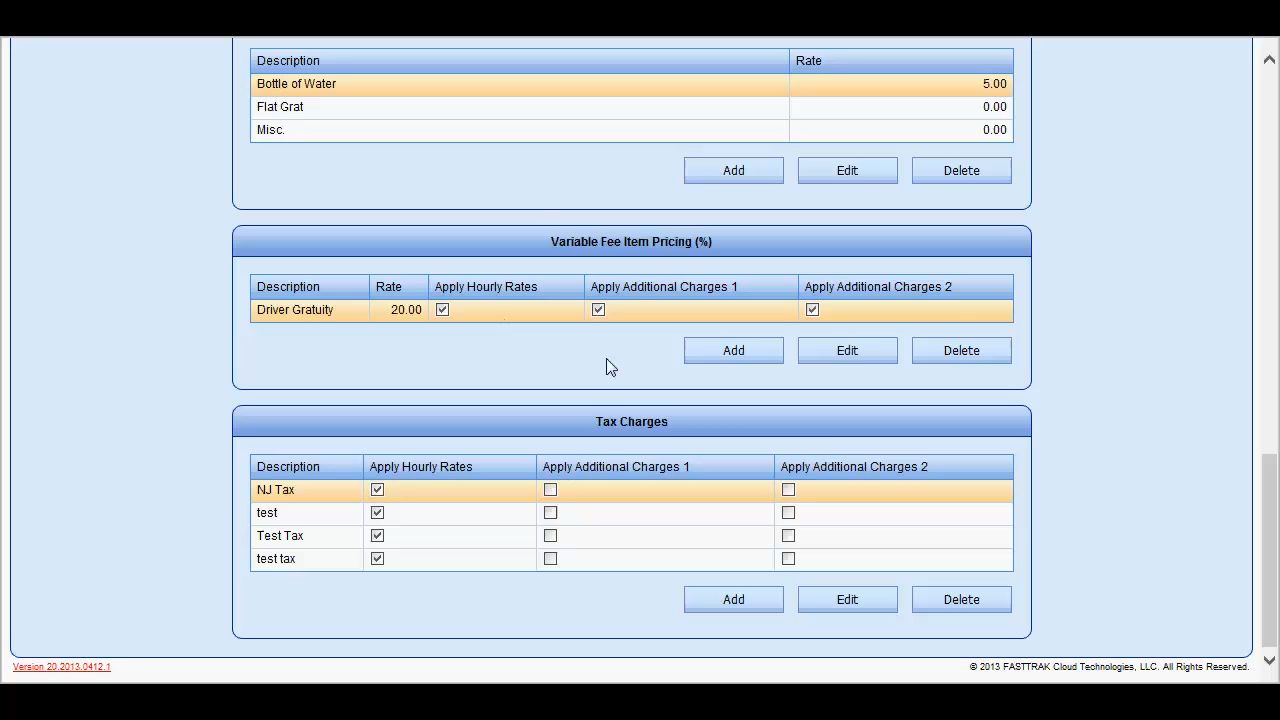 Description Rate
Bottle of Water 5.00
Flat Grat 0.00
Misc. 0.00
Add Edit Delete
Variable Fee Item Pricing (%)
Description Rate Apply Hourly Rates Apply Additional Charges 1 Apply Additional Charges 2
Driver Gratuity 20.00
Add Edit Delete
Tax Charges
Description Apply Hourly Rates Apply Additional Charges 1 Apply Additional Charges 2
NJ Tax
test
Test Tax
test tax
Add Edit Delete
Version 20.2013.0412.1 © 2013 FASTTRAK Cloud Technologies, LLC. All Rights Reserved.